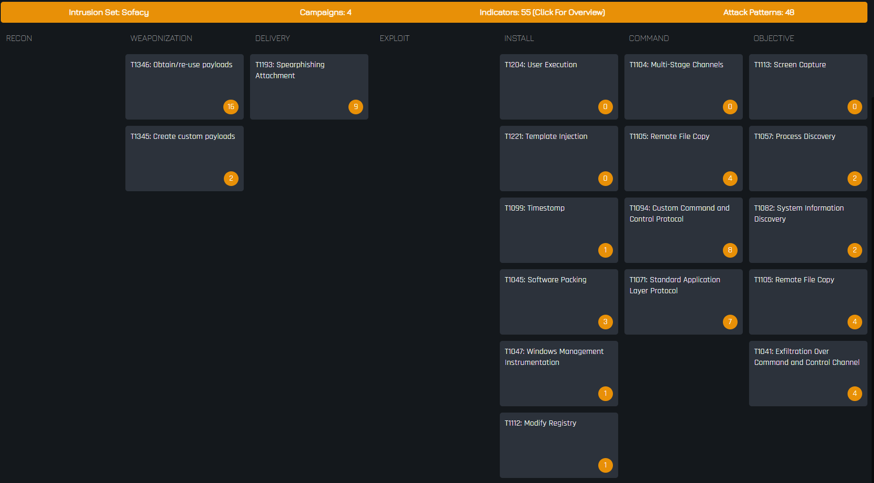 Intrusion Set: Sofacy
Campaigns: 4
Indicators: 55 (Click For Overview)
Attack Patterns: 48
RECON
WEAPONIZATION
DELIVERY
EXPLOIT
INSTALL
COMMAND
OBJECTIVE
T1346: Obtain/re-use payloads
16
T1345: Create custom payloads
2
T1193: Spearphishing
Attachment
5
T1204: User Execution
0
T1221: Template Injection
0
T1099: Timestomp
1
T1045: Software Packing
3
T1047: Windows Management
Instrumentation
1
T1112: Modify Registry
1
T1104: Multi-Stage Channels
0
T1105: Remote File Copy
4
T1094: Custom Command and
Control Protocol
6
T1071: Standard Application
Layer Protocol
7
T1113: Screen Capture
0
T1057: Process Discovery
2
T1082: System Information
Discovery
2
T1105: Remote File Copy
4
T1041: Exfiltration Over
Command and Control Channel
4